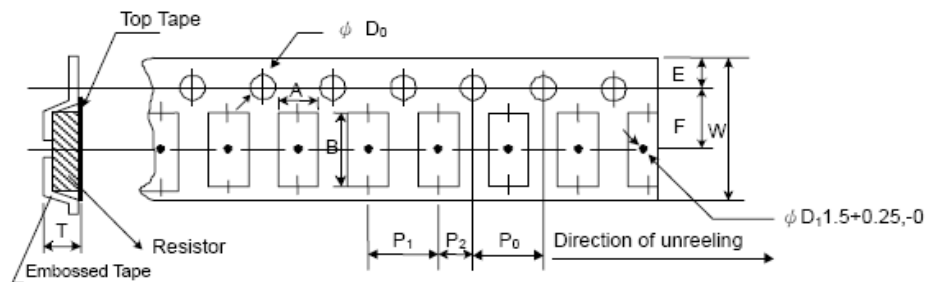 Top Tape
ϕ D₀
E
A
F
W
B
ϕ D₁1.5+0.25,-0
T
Resistor
P₁ P₂ P₀ Direction of unreeling
Embossed Tape